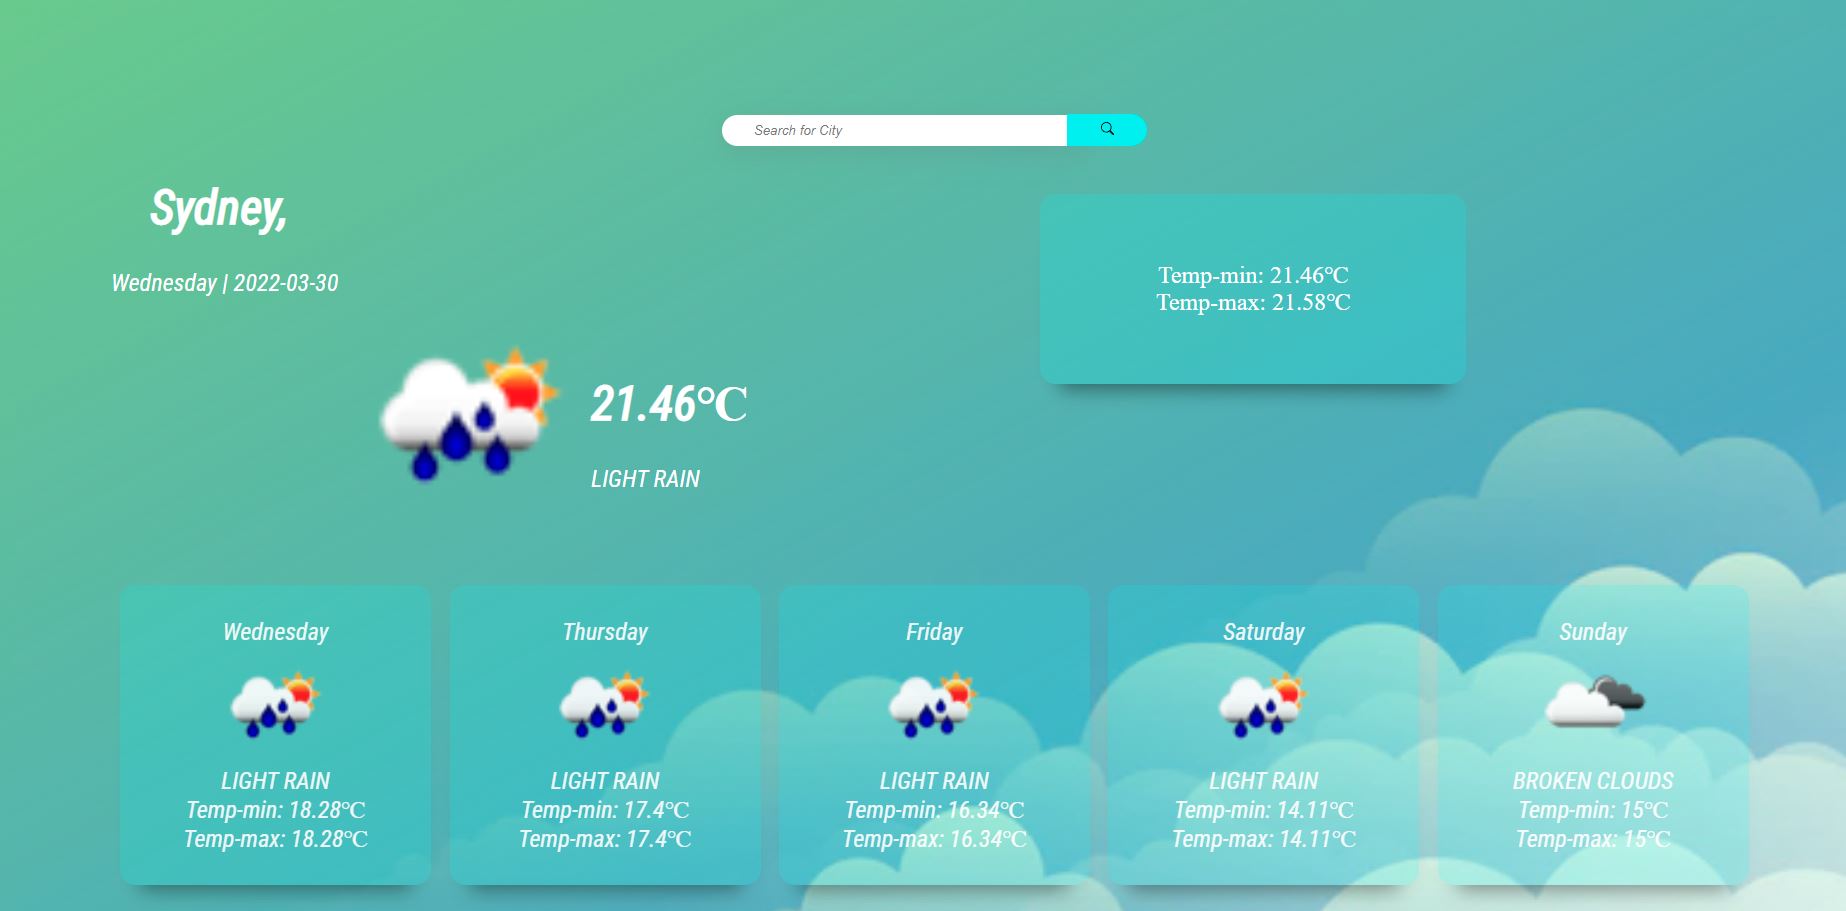 Search for City
Sydney,
Wednesday | 2022-03-30
Temp-min: 21.46℃
Temp-max: 21.58℃
21.46℃
LIGHT RAIN
Wednesday
LIGHT RAIN
Temp-min: 18.28℃
Temp-max: 18.28℃
Thursday
LIGHT RAIN
Temp-min: 17.4℃
Temp-max: 17.4℃
Friday
LIGHT RAIN
Temp-min: 16.34℃
Temp-max: 16.34℃
Saturday
LIGHT RAIN
Temp-min: 14.11℃
Temp-max: 14.11℃
Sunday
BROKEN CLOUDS
Temp-min: 15℃
Temp-max: 15℃